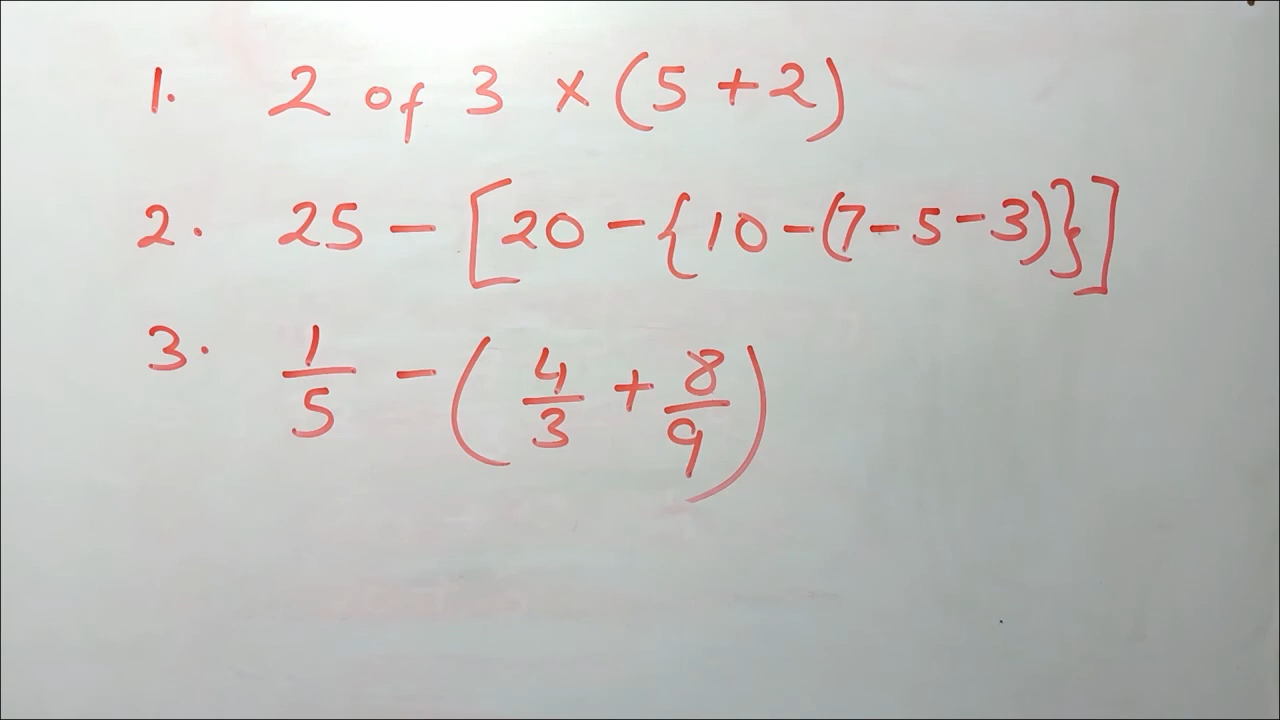 1. 2 of 3 × (5 + 2)
2. 25 - [20 - {10 - (7 - 5 - 3)}]
3. 1/5 - (4/3 + 8/9)